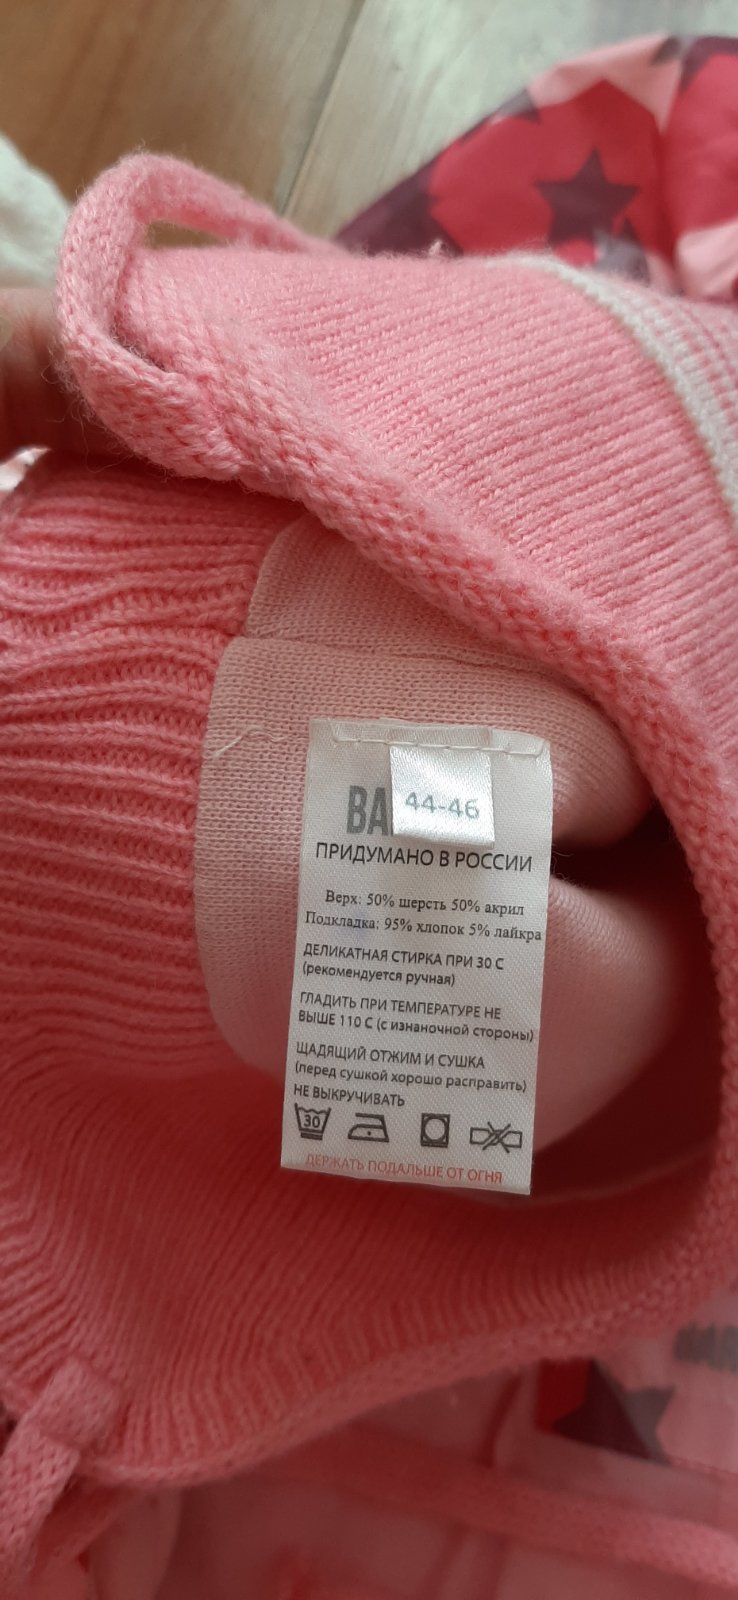 BA
44-46
ПРИДУМАНО В РОССИИ
Верх: 50% шерсть 50% акрил
Подкладка: 95% хлопок 5% лайкра
ДЕЛИКАТНАЯ СТИРКА ПРИ 30 С
(рекомендуется ручная)
ГЛАДИТЬ ПРИ ТЕМПЕРАТУРЕ НЕ
ВЫШЕ 110 С (с изнаночной стороны)
ЩАДЯЩИЙ ОТЖИМ И СУШКА
(перед сушкой хорошо расправить)
НЕ ВЫКРУЧИВАТЬ
30
ДЕРЖАТЬ ПОДАЛЬШЕ ОТ ОГНЯ